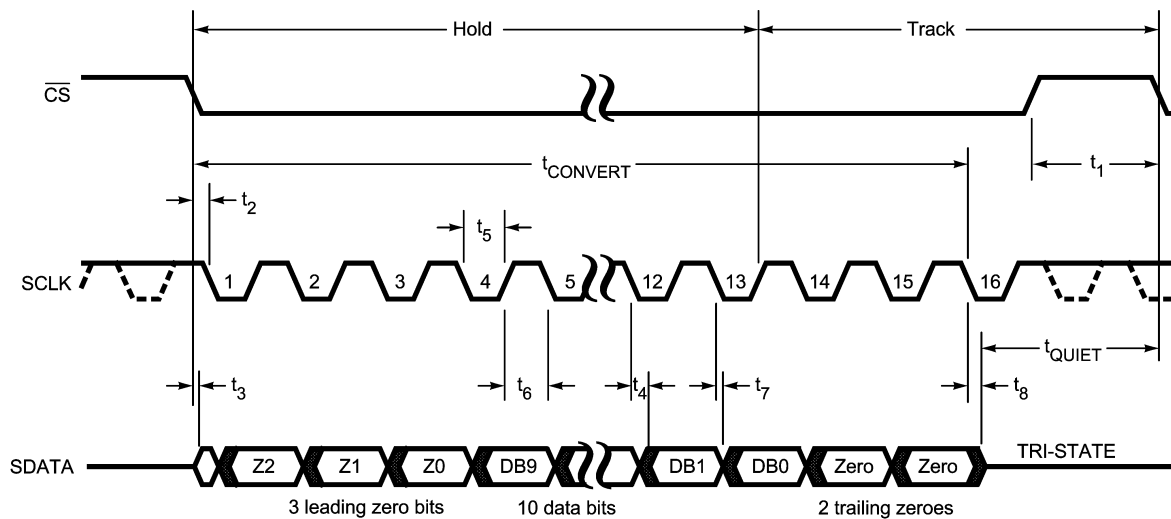 Hold Track
CS
tCONVERT t1
t2
t5
SCLK 1 2 3 4 5 12 13 14 15 16
tQUIET
t3 t6 t4 t7 t8
SDATA Z2 Z1 Z0 DB9 DB1 DB0 Zero Zero TRI-STATE
3 leading zero bits 10 data bits 2 trailing zeroes